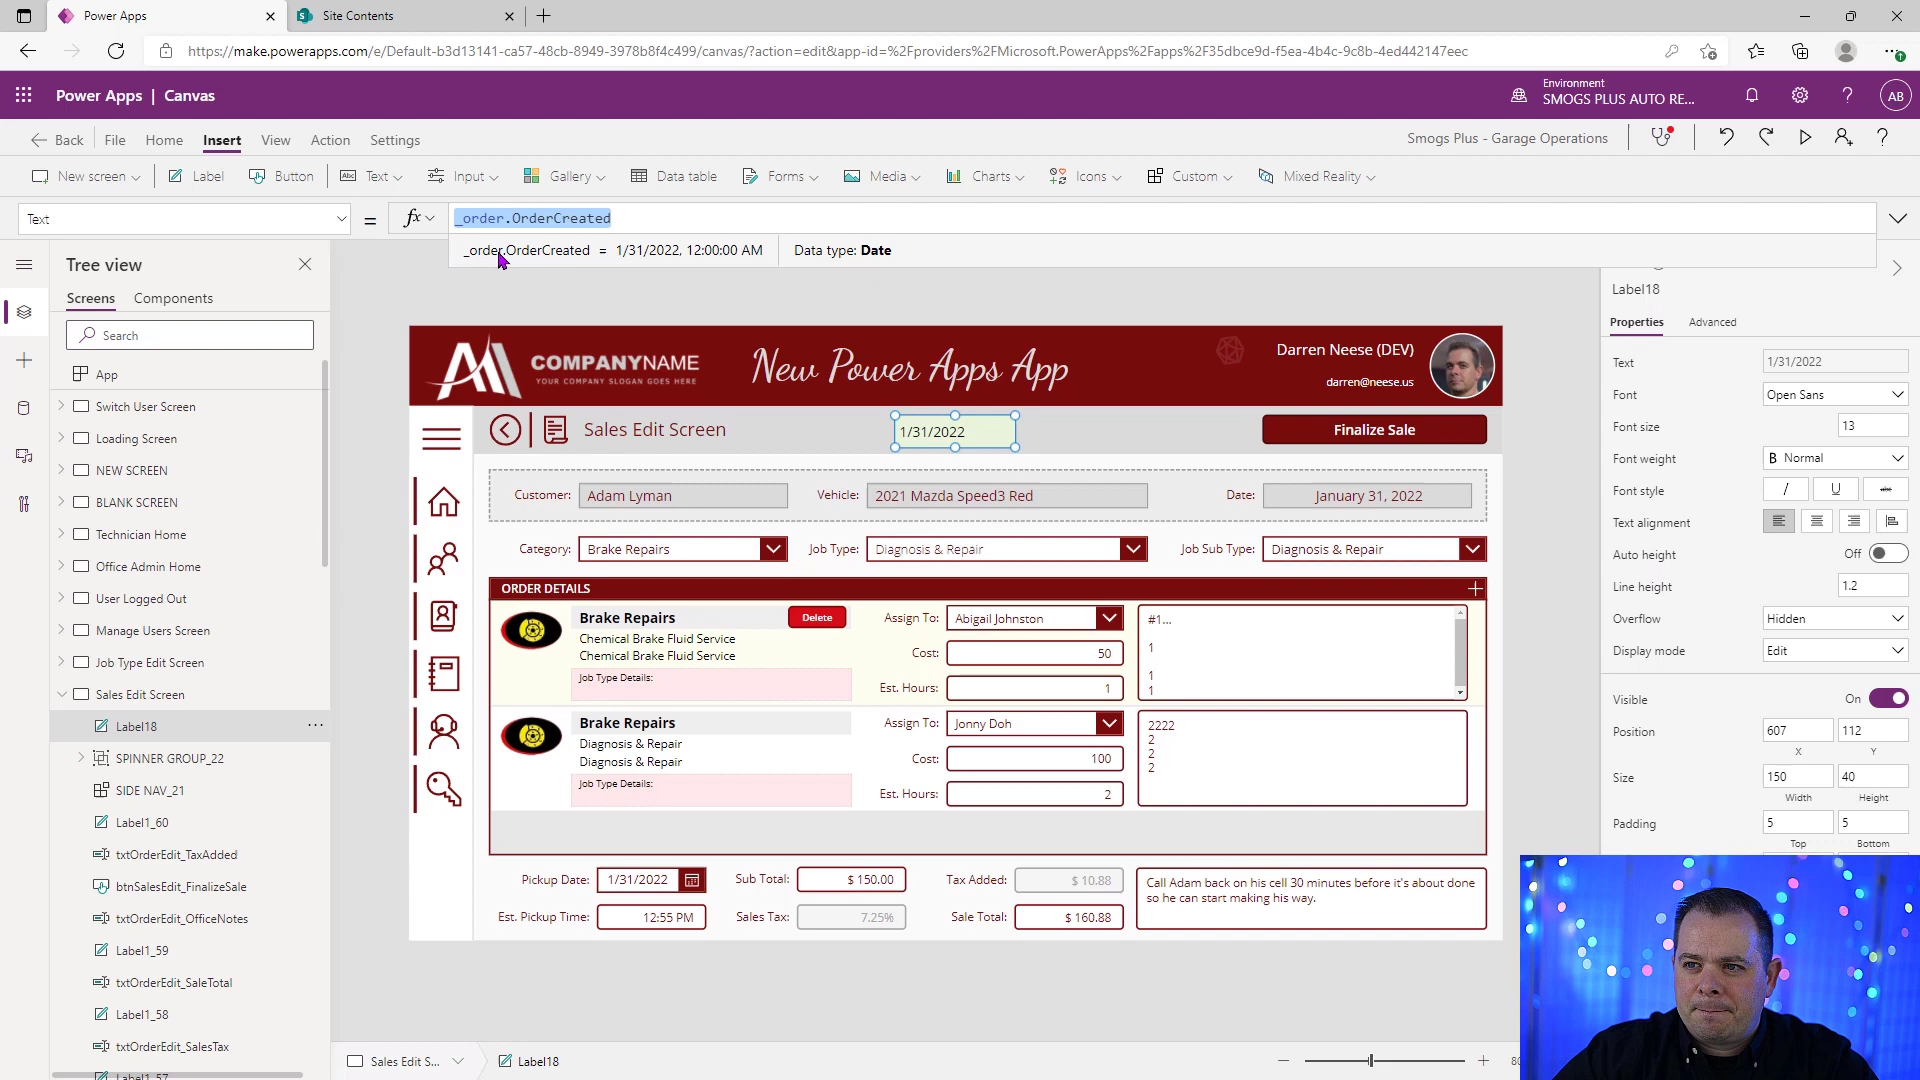 Power Apps
Site Contents
https://make.powerapps.com/e/Default-b3d13141-ca57-48cb-8949-3978b8f4c499/canvas/?action=edit&app-id=%2Fproviders%2FMicrosoft.PowerApps%2Fapps%2F35dbce9d-f5ea-4b4c-9c8b-4ed442147eec
Power Apps | Canvas
Environment
SMOGS PLUS AUTO RE...
AB
Back File Home Insert View Action Settings
Smogs Plus - Garage Operations
New screen Label Button Text Input Gallery Data table Forms Media Charts Icons Custom Mixed Reality
Text = fx _order.OrderCreated
_order.OrderCreated = 1/31/2022, 12:00:00 AM Data type: Date
Tree view
Screens Components
Search
App
Switch User Screen
Loading Screen
NEW SCREEN
BLANK SCREEN
Technician Home
Office Admin Home
User Logged Out
Manage Users Screen
Job Type Edit Screen
Sales Edit Screen
Label18
SPINNER GROUP_22
SIDE NAV_21
Label1_60
txtOrderEdit_TaxAdded
btnSalesEdit_FinalizeSale
txtOrderEdit_OfficeNotes
Label1_59
txtOrderEdit_SaleTotal
Label1_58
txtOrderEdit_SalesTax
Label1_57
COMPANYNAME
YOUR COMPANY SLOGAN GOES HERE
New Power Apps App
Darren Neese (DEV)
darren@neese.us
Sales Edit Screen
1/31/2022
Finalize Sale
Customer: Adam Lyman Vehicle: 2021 Mazda Speed3 Red Date: January 31, 2022
Category: Brake Repairs Job Type: Diagnosis & Repair Job Sub Type: Diagnosis & Repair
ORDER DETAILS
Brake Repairs
Delete
Chemical Brake Fluid Service
Chemical Brake Fluid Service
Job Type Details:
Assign To: Abigail Johnston
Cost: 50
Est. Hours: 1
#1...
1
1
1
Brake Repairs
Diagnosis & Repair
Diagnosis & Repair
Job Type Details:
Assign To: Jonny Doh
Cost: 100
Est. Hours: 2
2222
2
2
2
Pickup Date: 1/31/2022 Sub Total: $ 150.00 Tax Added: $ 10.88
Est. Pickup Time: 12:55 PM Sales Tax: 7.25% Sale Total: $ 160.88
Call Adam back on his cell 30 minutes before it's about done
so he can start making his way.
Label18
Properties Advanced
Text 1/31/2022
Font Open Sans
Font size 13
Font weight B Normal
Font style / U abc
Text alignment
Auto height Off
Line height 1.2
Overflow Hidden
Display mode Edit
Visible On
Position 607 112
X Y
Size 150 40
Width Height
Padding 5 5
Top Bottom
Sales Edit S... Label18